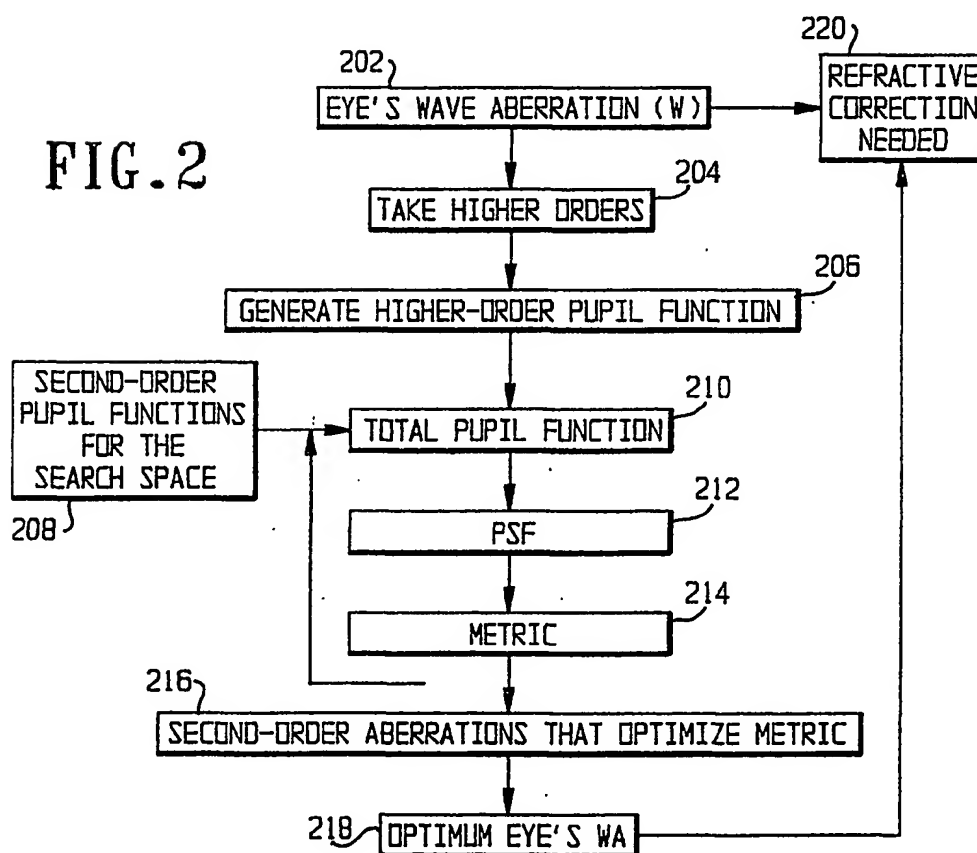 FIG.2
202
EYE'S WAVE ABERRATION (W)
220
REFRACTIVE
CORRECTION
NEEDED
204
TAKE HIGHER ORDERS
206
GENERATE HIGHER-ORDER PUPIL FUNCTION
SECOND-ORDER
PUPIL FUNCTIONS
FOR THE
SEARCH SPACE
208
210
TOTAL PUPIL FUNCTION
212
PSF
214
METRIC
216
SECOND-ORDER ABERRATIONS THAT OPTIMIZE METRIC
218
OPTIMUM EYE'S WA